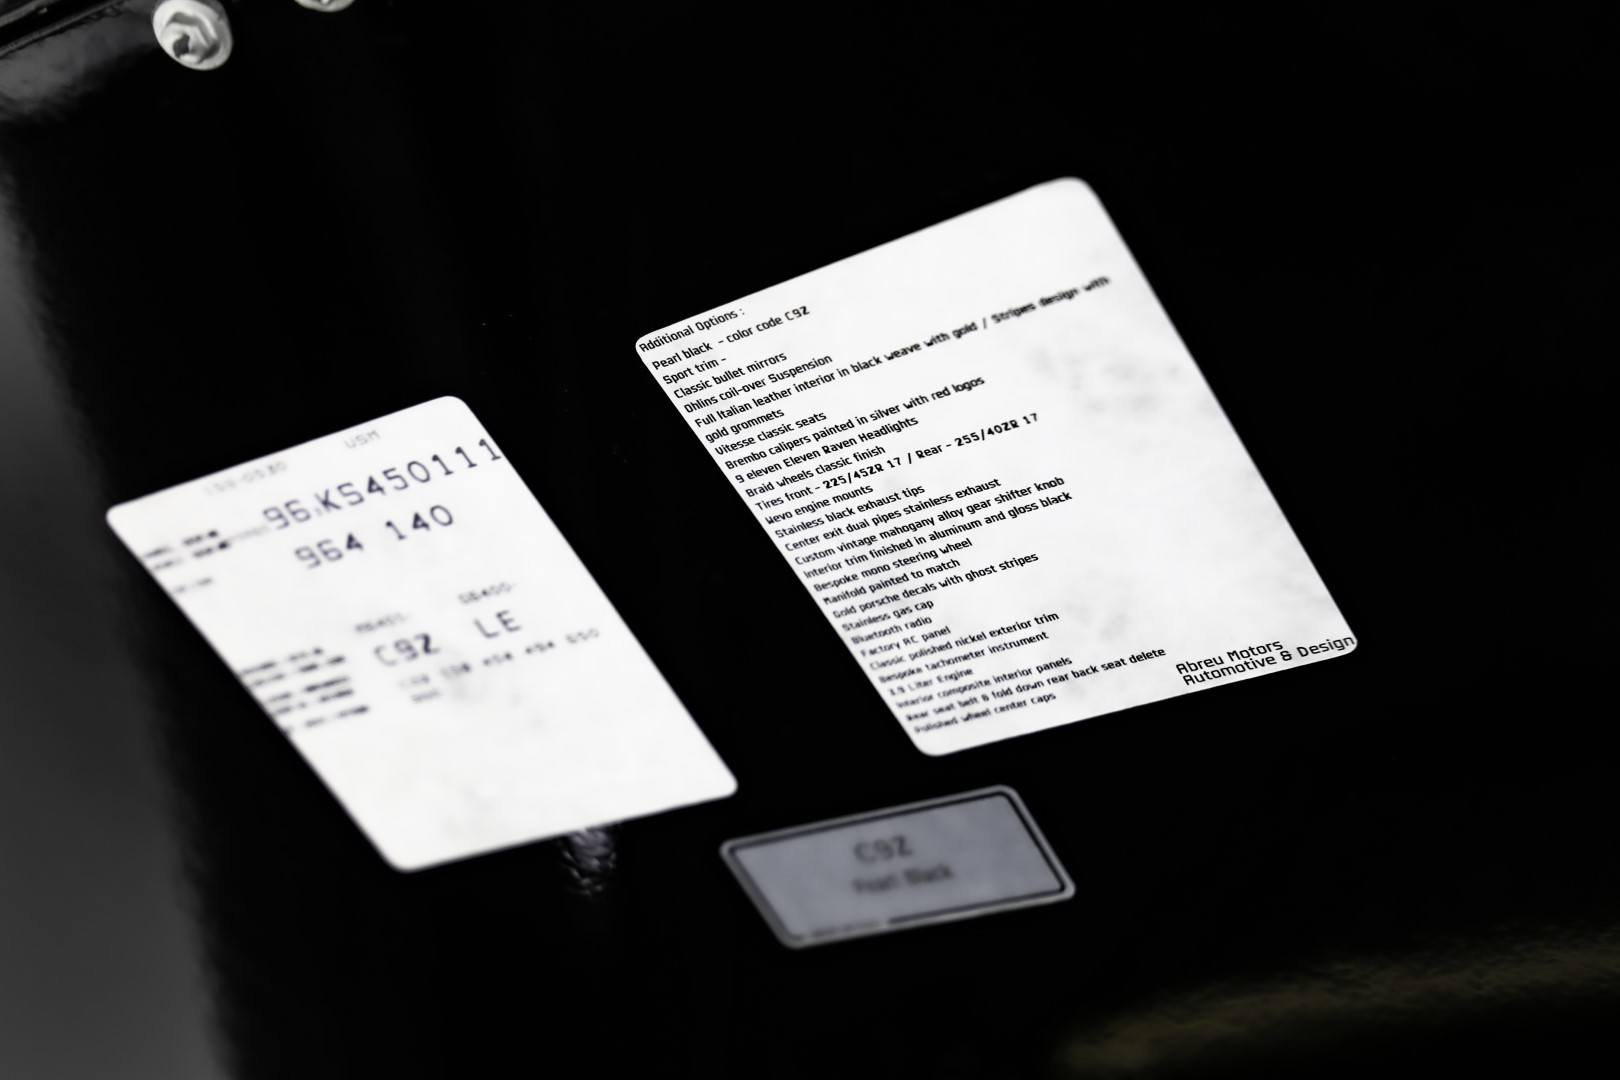 USM
96,KS450111
964 140
C9Z LE
Additional Options :
Pearl black - color code C9Z
Sport trim -
Classic bullet mirrors
Ohlins coil-over Suspension
Full Italian leather interior in black weave with gold / Stripes design with
gold grommets
Vitesse classic seats
Brembo calipers painted in silver with red logos
9 eleven Eleven Raven Headlights
Braid wheels classic finish
Tires front - 225/45ZR 17 / Rear - 255/40ZR 17
Wevo engine mounts
Stainless black exhaust tips
Center exit dual pipes stainless exhaust
Custom vintage mahogany alloy gear shifter knob
Interior trim finished in aluminum and gloss black
Bespoke mono steering wheel
Manifold painted to match
Gold porsche decals with ghost stripes
Stainless gas cap
Bluetooth radio
Factory AC panel
Classic polished nickel exterior trim
Bespoke tachometer instrument
3.9 Liter Engine
Interior composite interior panels
Rear seat belt & fold down rear back seat delete
Polished wheel center caps
Abreu Motors
Automotive & Design
C9Z
Pearl Black